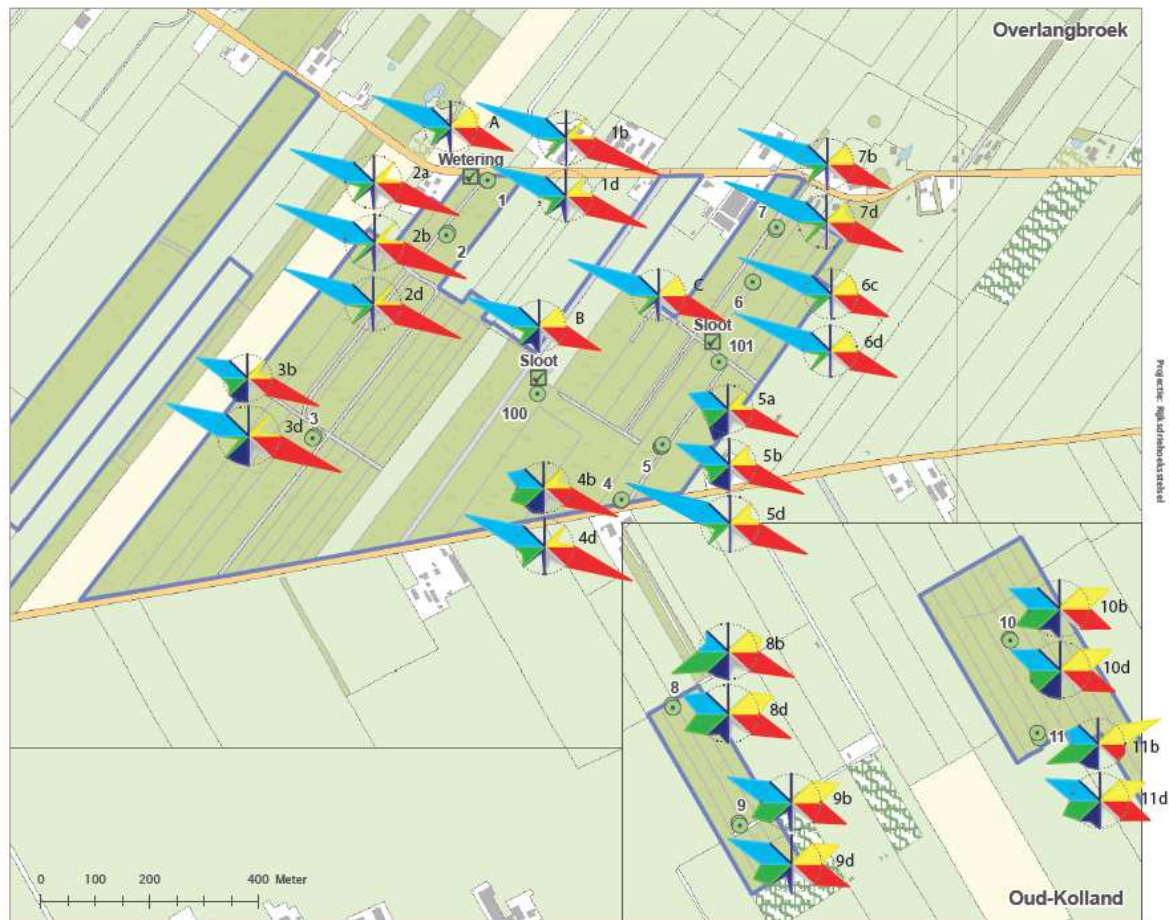 Overlangbroek
A
1b
Wetering
2a
1
1d
7b
2b
2
7
7d
2d
6
6c
C
B
Sloot
101
6d
Sloot
3b
100
5a
3
3d
5
5b
4b
4
5d
4d
10b
10
8b
10d
8
8d
11
11b
9b
11d
9
9d
0 100 200 400 Meter
Oud-Kolland
Projectie: Rijksdriehoeksstelsel